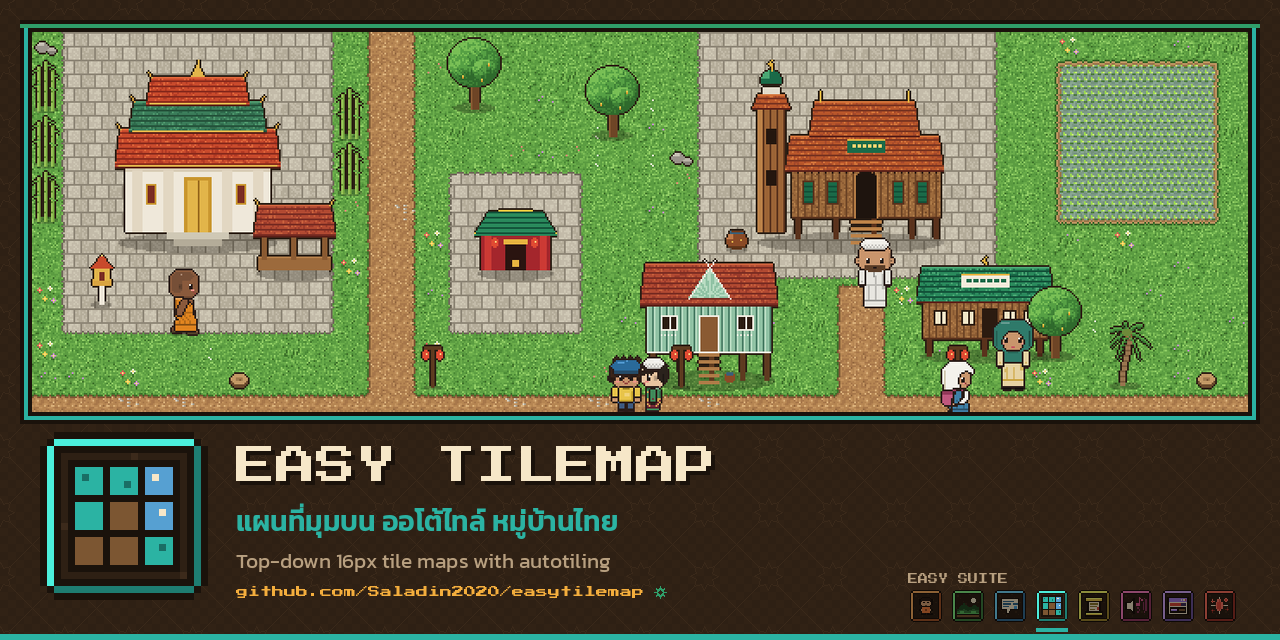 EASY TILEMAP
แผนที่มุมบน ออโต้ไทล์ หมู่บ้านไทย
Top-down 16px tile maps with autotiling
github.com/Saladin2020/easytilemap
EASY SUITE